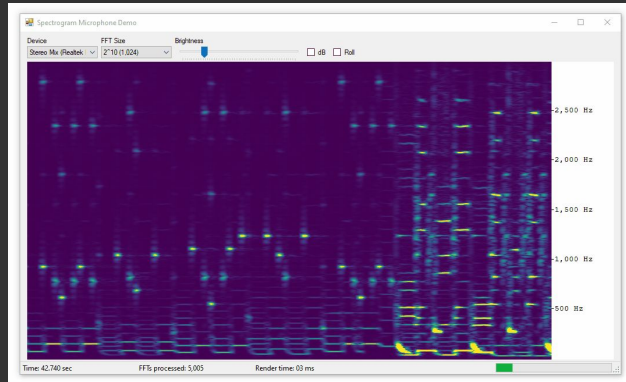 Spectrogram Microphone Demo
Device FFT Size Brightness
Stereo Mix (Realtek 2^10 (1,024) dB Roll
2,500 Hz
2,000 Hz
1,500 Hz
1,000 Hz
500 Hz
Time: 42.740 sec FFTs processed: 5,005 Render time: 03 ms